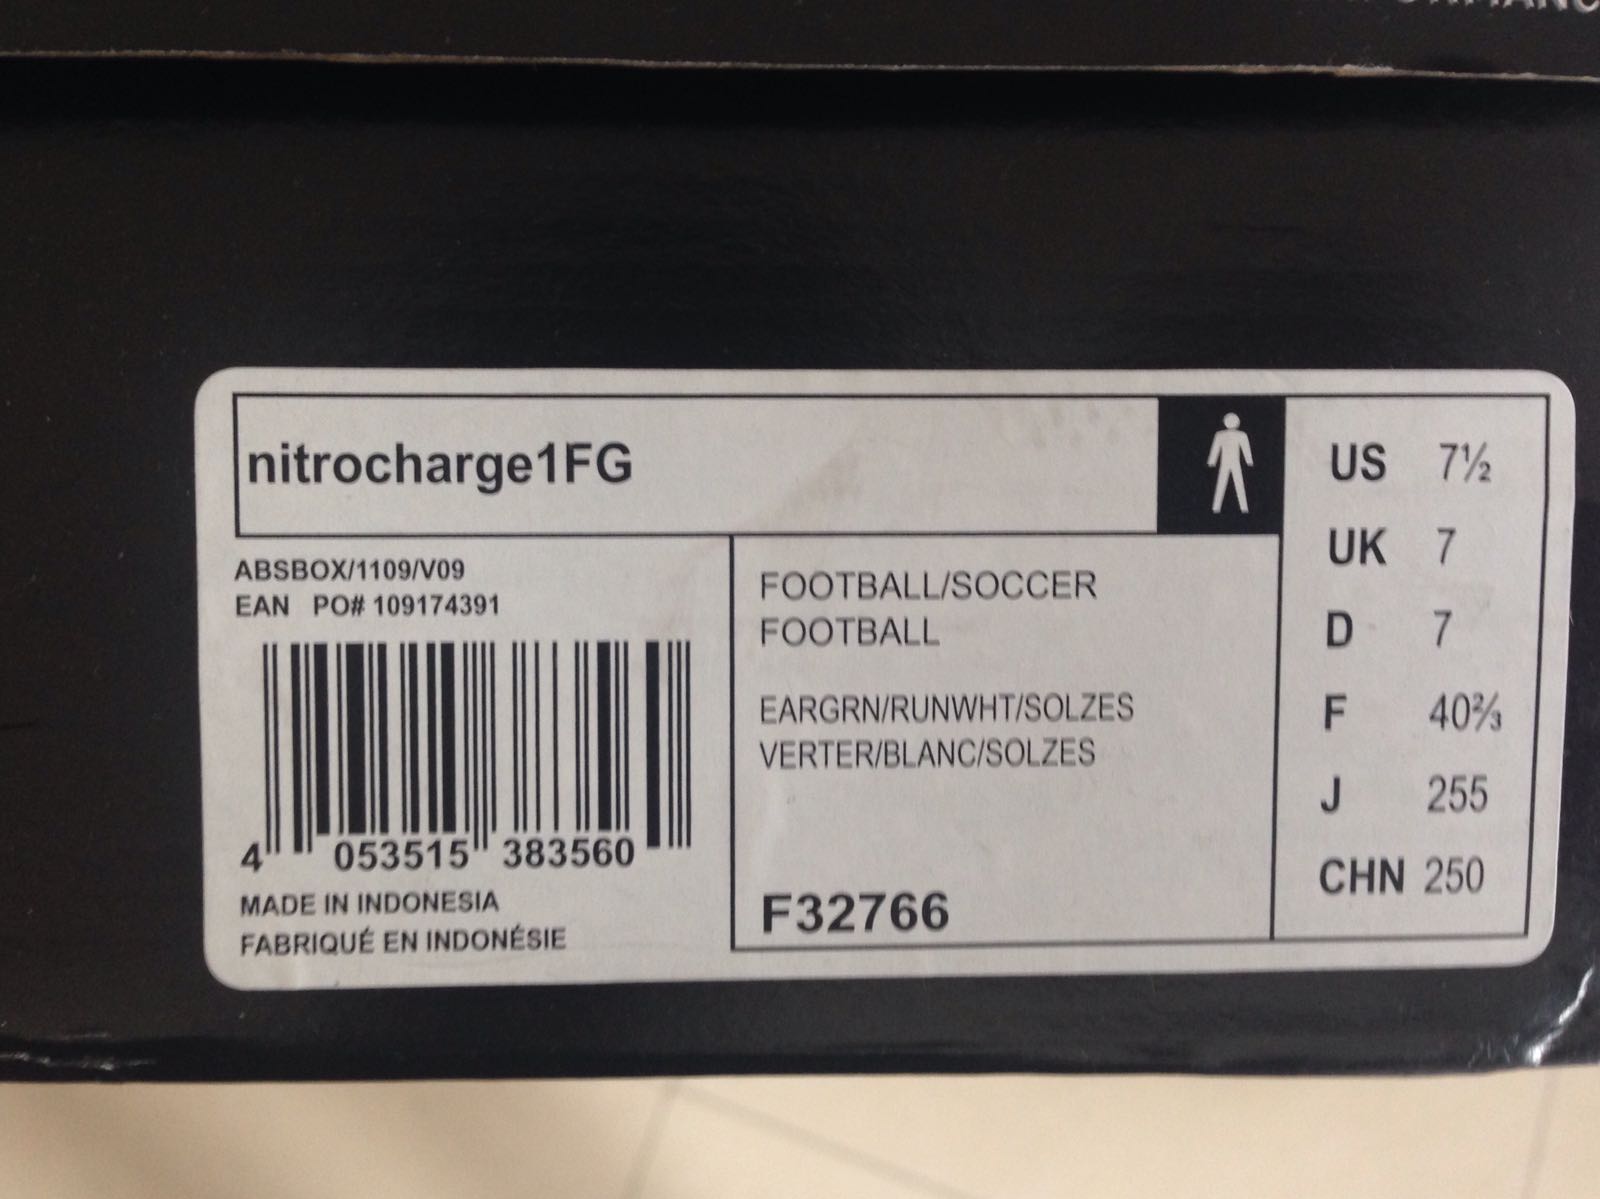 nitrocharge1FG
ABSBOX/1109/V09
EAN PO# 109174391
4 053515 383560
MADE IN INDONESIA
FABRIQUÉ EN INDONÉSIE
FOOTBALL/SOCCER
FOOTBALL
EARGRN/RUNWHT/SOLZES
VERTER/BLANC/SOLZES
F32766
US 7½
UK 7
D 7
F 40⅔
J 255
CHN 250